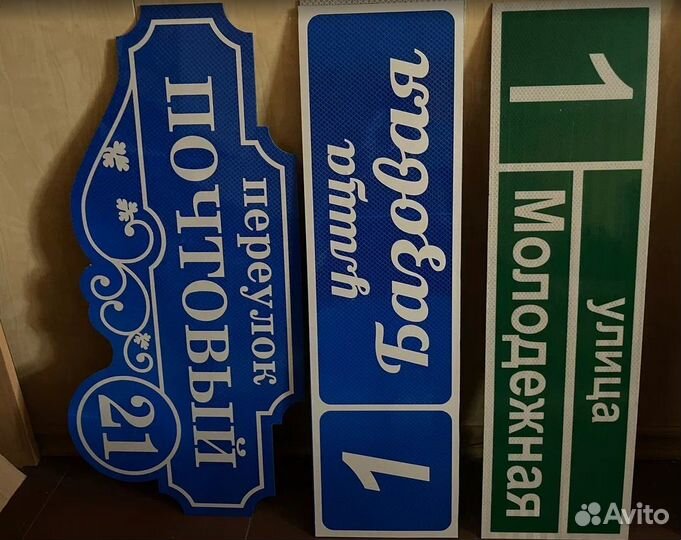 переулок
ПОЧТОВЫЙ
21
улица
Базовая
1
1
улица
Молодежная
Avito